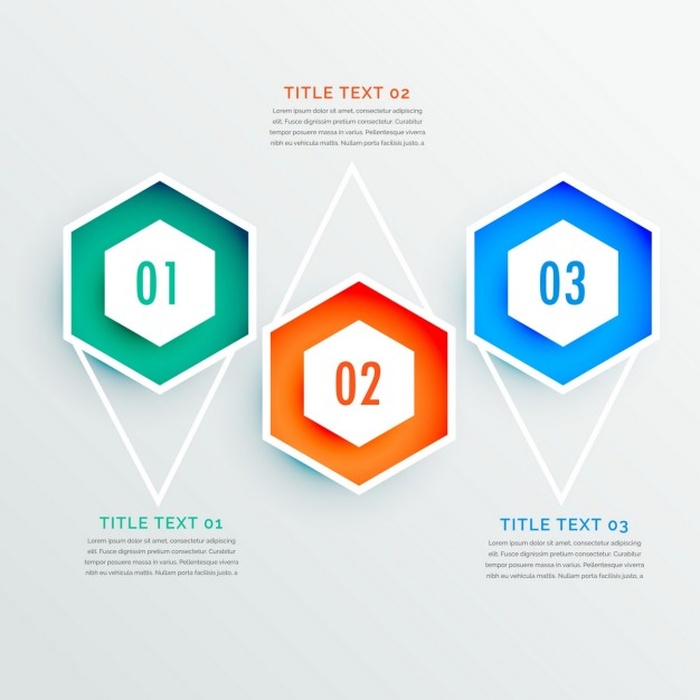 TITLE TEXT 02
Lorem ipsum dolor sit amet, consectetur adipiscing
elit. Fusce dignissim pretium consectetur. Curabitur
tempor posuere massa in varius. Pellentesque viverra
nibh eu vehicula mattis. Nullam porta facilisis justo, a
01
02
03
TITLE TEXT 01
Lorem ipsum dolor sit amet, consectetur adipiscing
elit. Fusce dignissim pretium consectetur. Curabitur
tempor posuere massa in varius. Pellentesque viverra
nibh eu vehicula mattis. Nullam porta facilisis justo, a
TITLE TEXT 03
Lorem ipsum dolor sit amet, consectetur adipiscing
elit. Fusce dignissim pretium consectetur. Curabitur
tempor posuere massa in varius. Pellentesque viverra
nibh eu vehicula mattis. Nullam porta facilisis justo, a